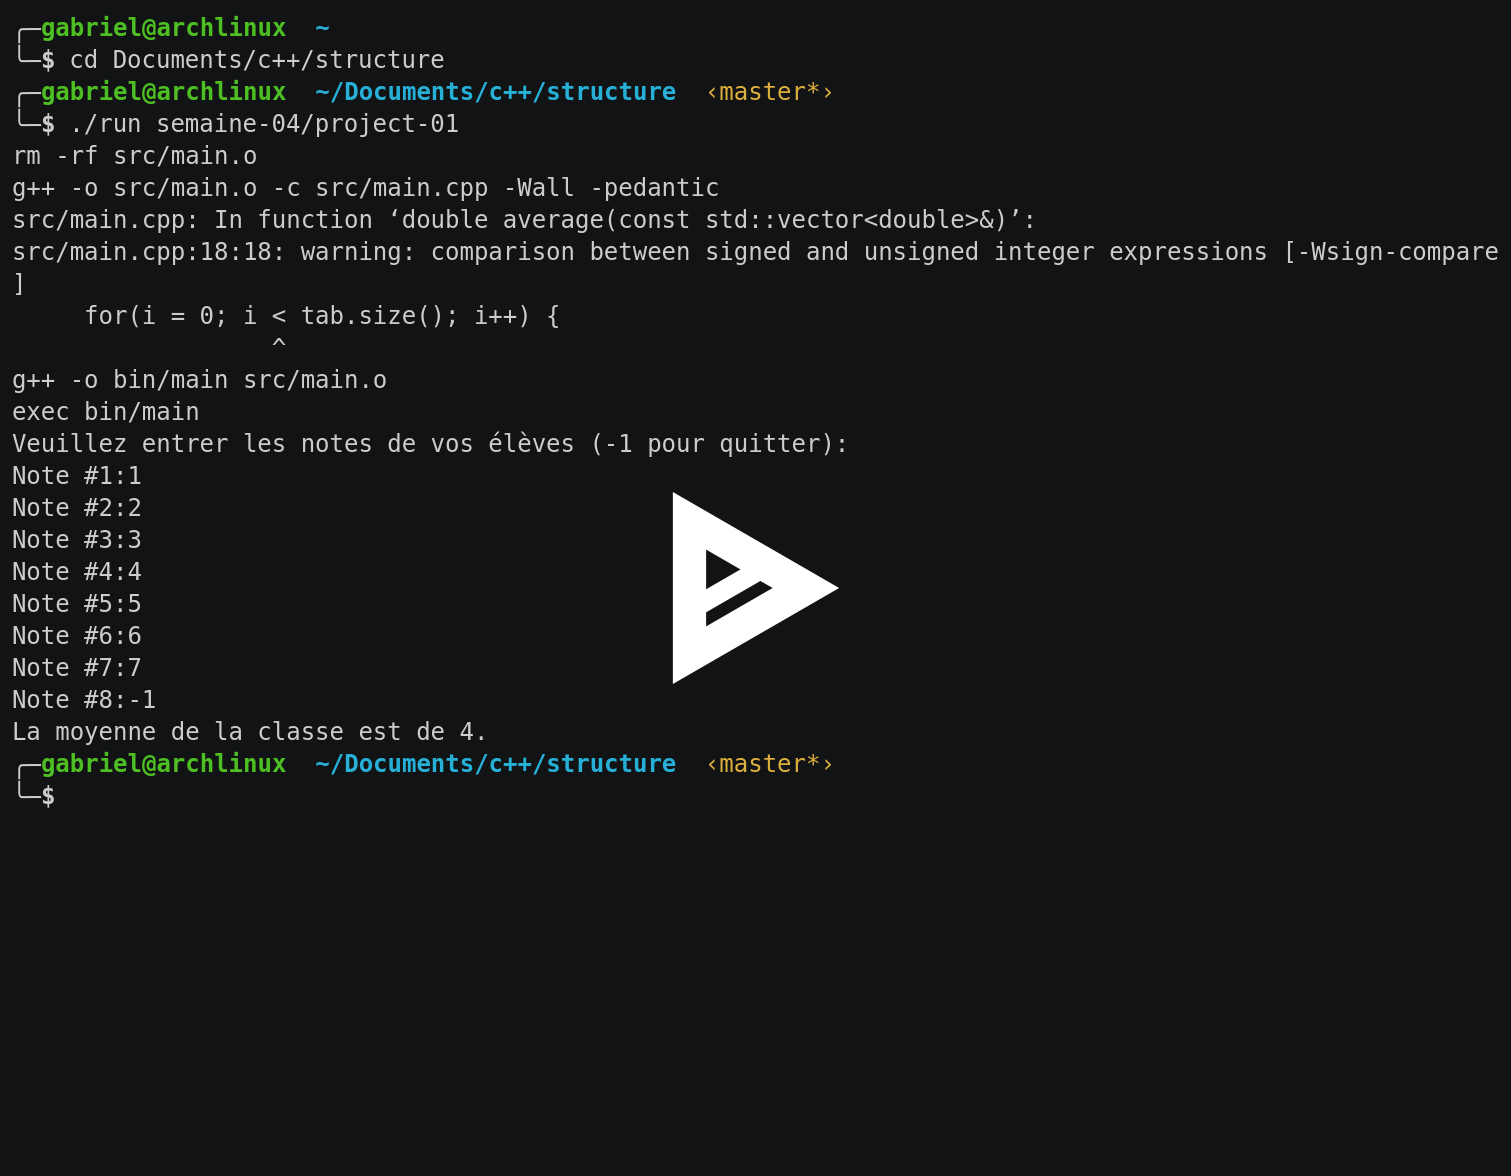 ╭─gabriel@archlinux  ~
╰─$ cd Documents/c++/structure
╭─gabriel@archlinux  ~/Documents/c++/structure  ‹master*›
╰─$ ./run semaine-04/project-01
rm -rf src/main.o
g++ -o src/main.o -c src/main.cpp -Wall -pedantic
src/main.cpp: In function ‘double average(const std::vector<double>&)’:
src/main.cpp:18:18: warning: comparison between signed and unsigned integer expressions [-Wsign-compare
]
     for(i = 0; i < tab.size(); i++) {
                  ^
g++ -o bin/main src/main.o
exec bin/main
Veuillez entrer les notes de vos élèves (-1 pour quitter):
Note #1:1
Note #2:2
Note #3:3
Note #4:4
Note #5:5
Note #6:6
Note #7:7
Note #8:-1
La moyenne de la classe est de 4.
╭─gabriel@archlinux  ~/Documents/c++/structure  ‹master*›
╰─$